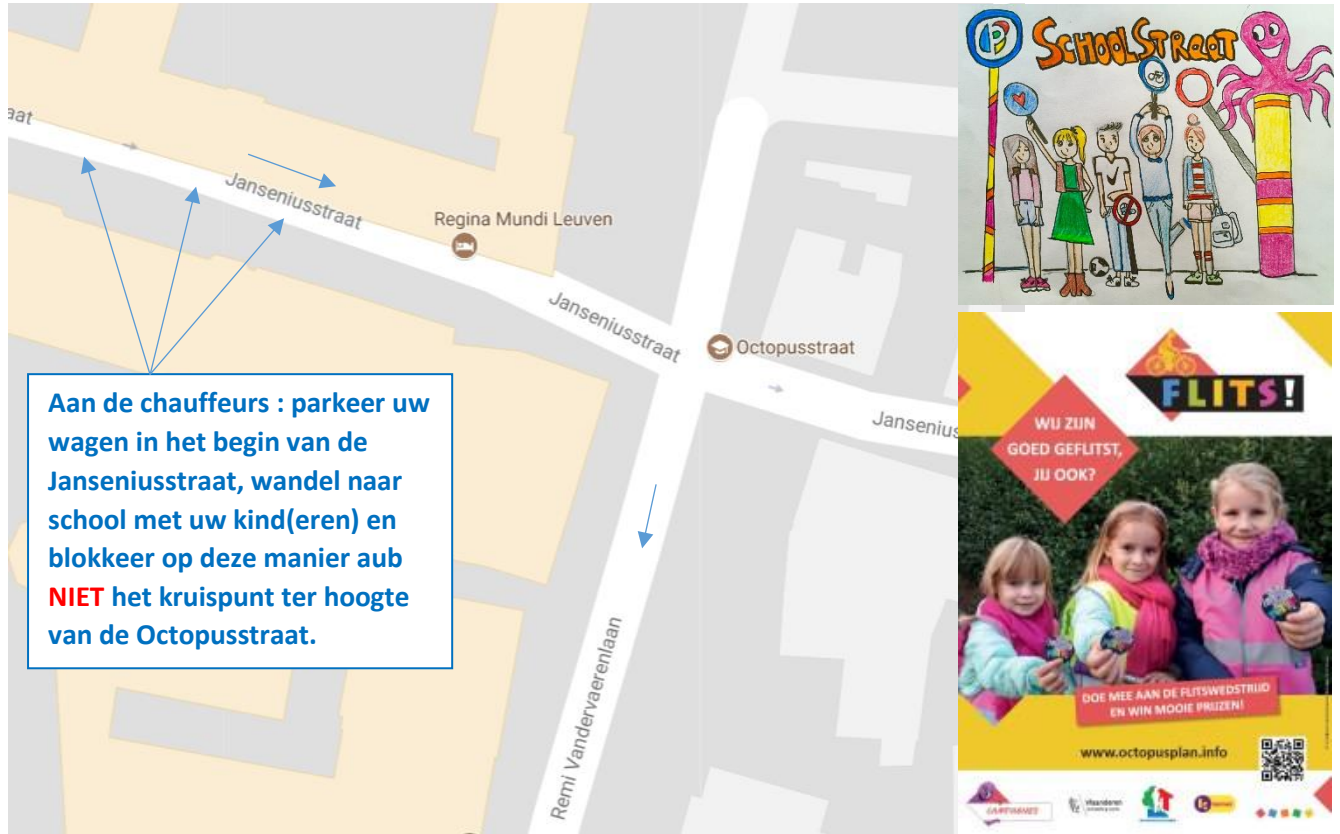 aat
Janseniusstraat
Regina Mundi Leuven
Janseniusstraat
Octopusstraat
Janseniuss
Remi Vandervaerenlaan
Aan de chauffeurs : parkeer uw
wagen in het begin van de
Janseniusstraat, wandel naar
school met uw kind(eren) en
blokkeer op deze manier aub
NIET het kruispunt ter hoogte
van de Octopusstraat.
P SCHOOLSTRAAT
FLITS!
WIJ ZIJN
GOED GEFLITST,
JIJ OOK?
DOE MEE AAN DE FLITSWEDSTRIJD
EN WIN MOOIE PRIJZEN!
www.octopusplan.info
Vlaanderen